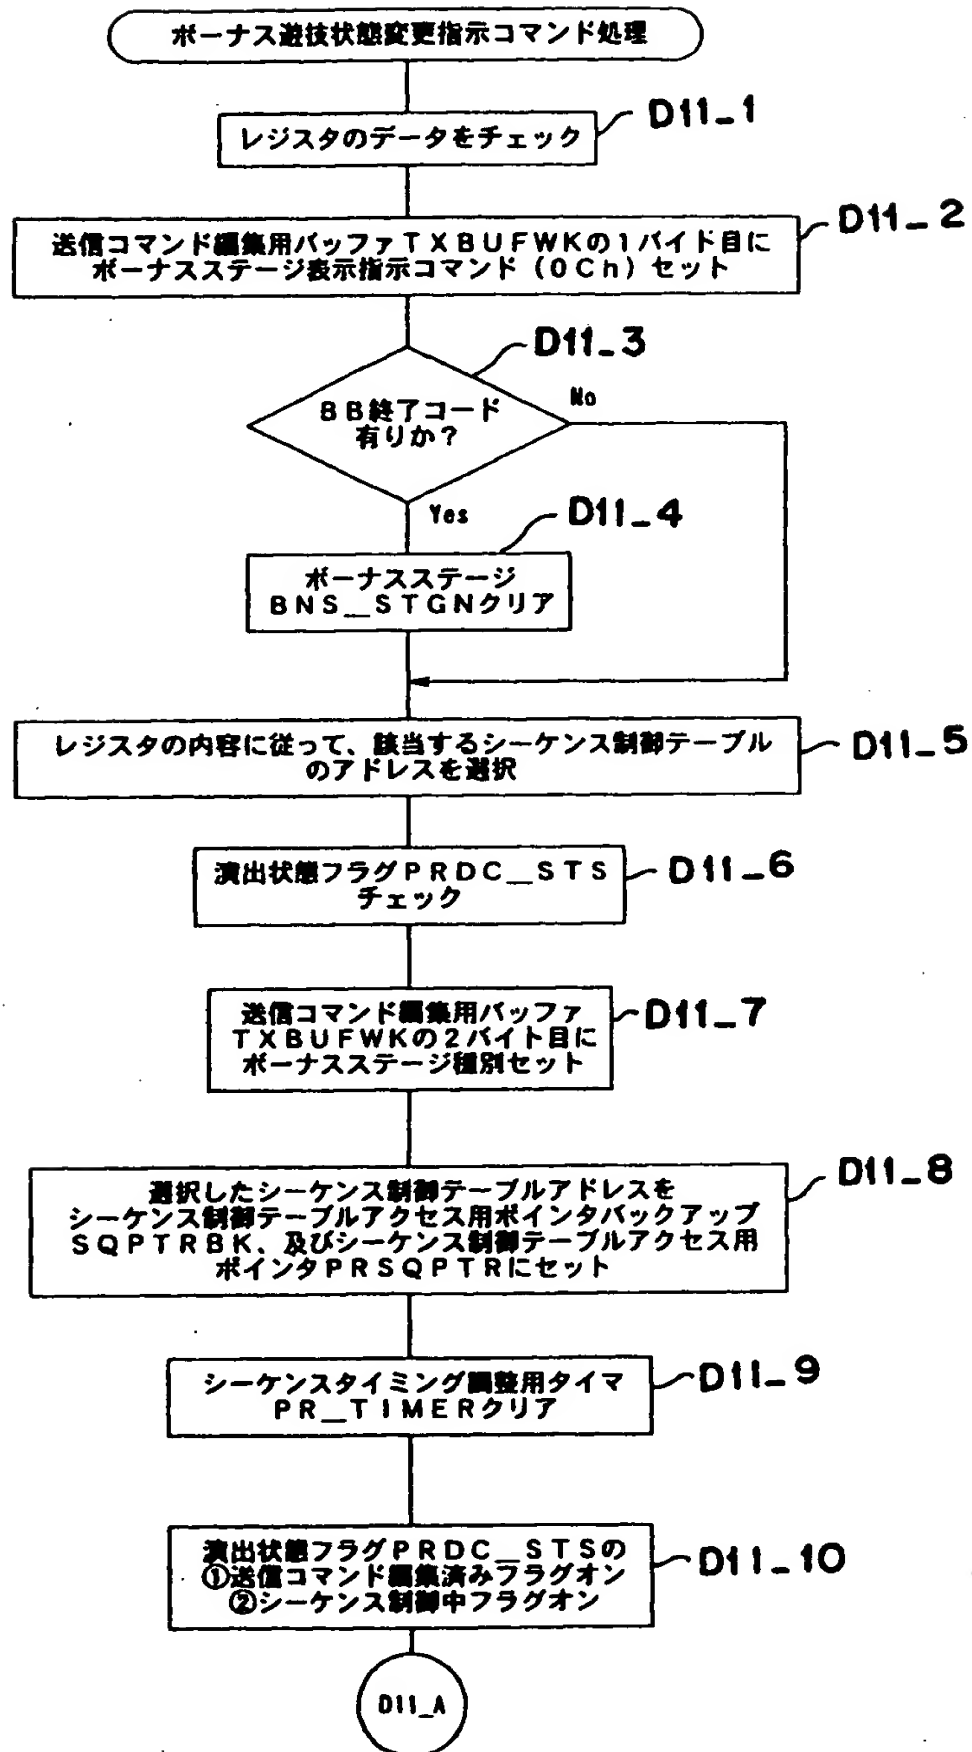 ボーナス遊技状態変更指示コマンド処理
D11_1
レジスタのデータをチェック
D11_2
送信コマンド編集用バッファTXBUFWKの1バイド目に
ボーナスステージ表示指示コマンド(0Ch)セット
D11_3
BB終了コード
有りか?
No
Yes
D11_4
ボーナスステージ
BNS__STGNクリア
レジスタの内容に従って、該当するシーケンス制御テーブル
のアドレスを選択
D11_5
演出状態フラグPRDC__STS
チェック
D11_6
送信コマンド編集用バッファ
TXBUFWKの2バイト目に
ボーナスステージ種別セット
D11_7
D11_8
選択したシーケンス制御テーブルアドレスを
シーケンス制御テーブルアクセス用ポインタバックアップ
SQPTRBK、及びシーケンス制御テーブルアクセス用
ポインタPRSQPTRにセット
シーケンスタイミング調整用タイマ
PR__TIMERクリア
D11_9
演出状態フラグPRDC__STSの
①送信コマンド編集済みフラグオン
②シーケンス制御中フラグオン
D11_10
D11_A